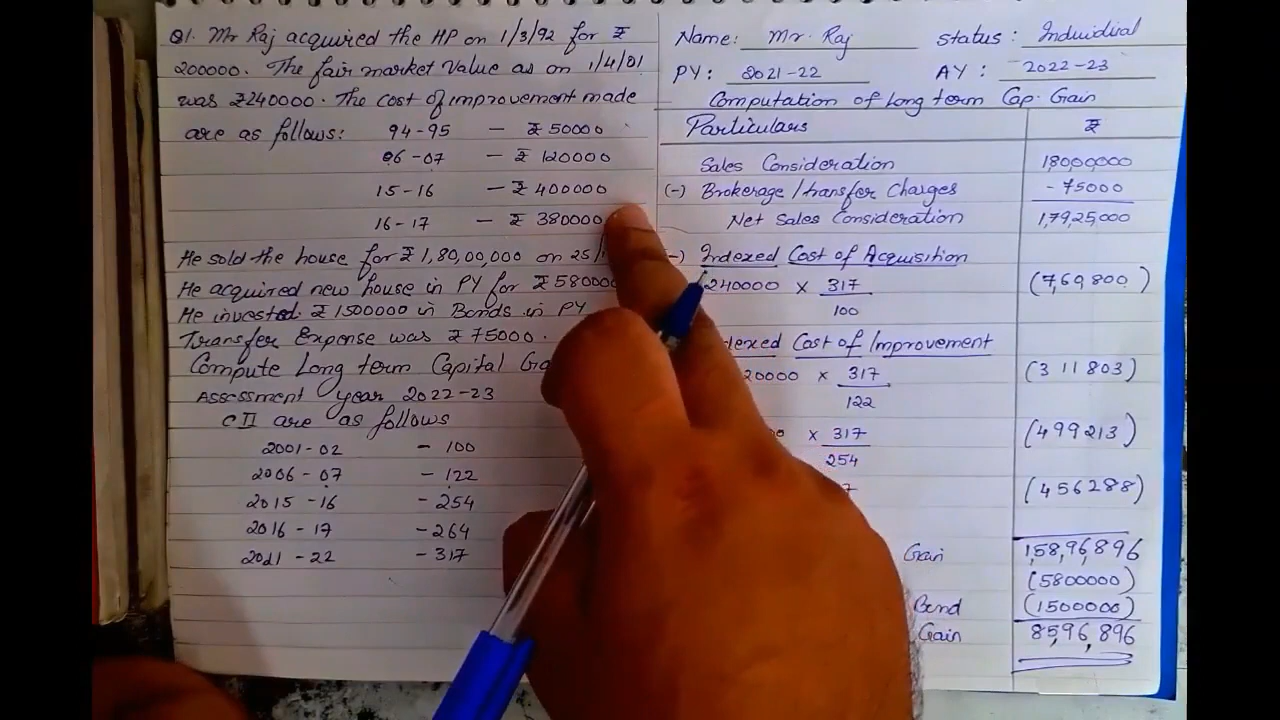 Q1. Mr Raj acquired the HP on 1/3/92 for ₹
200000. The fair market value as on 1/4/01
was ₹240000. The cost of improvement made
are as follows: 94-95 - ₹ 50000
06-07 - ₹ 120000
15-16 - ₹ 400000
16-17 - ₹ 380000
He sold the house for ₹ 1,80,00,000 on 25/
He acquired new house in PY for ₹ 580000
He invested ₹ 1500000 in Bonds in PY
Transfer Expense was ₹ 75000.
Compute Long term Capital
Assessment year 2022-23
CII are as follows
2001-02 - 100
2006-07 - 122
2015-16 - 254
2016-17 - 264
2021-22 - 317
Name: Mr. Raj Status: Individual
PY: 2021-22 AY: 2022-23
Computation of Long term Cap. Gain
Particulars ₹
Sales Consideration 18000000
(-) Brokerage/transfer Charges - 75000
Net Sales Consideration 1,7925,000
(-) Indexed Cost of Acquisition
240000 x 317 (7,60,800)
100
Cost of Improvement
20000 x 317 (3 11 803)
122
x 317 (499213)
254
7 (456288)
Gain 158,96,896
(5800000)
Bond (1500000)
Gain 8596,896